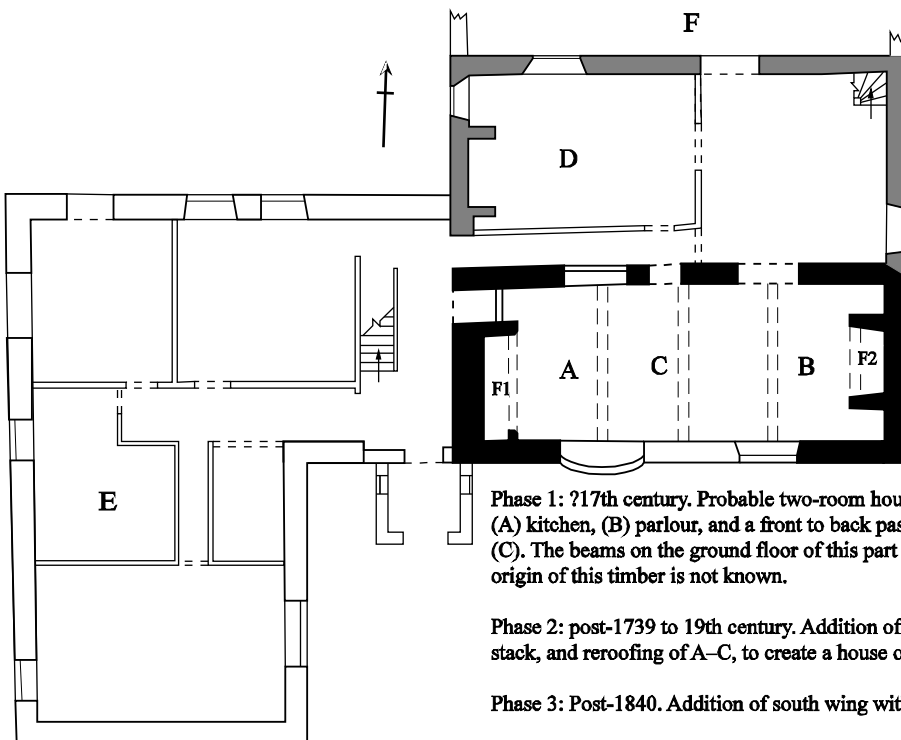 F
D
A
C
B
F1
F2
E
Phase 1: ?17th century. Probable two-room hou
(A) kitchen, (B) parlour, and a front to back pas
(C). The beams on the ground floor of this part
origin of this timber is not known.
Phase 2: post-1739 to 19th century. Addition of
stack, and reroofing of A–C, to create a house o
Phase 3: Post-1840. Addition of south wing wit